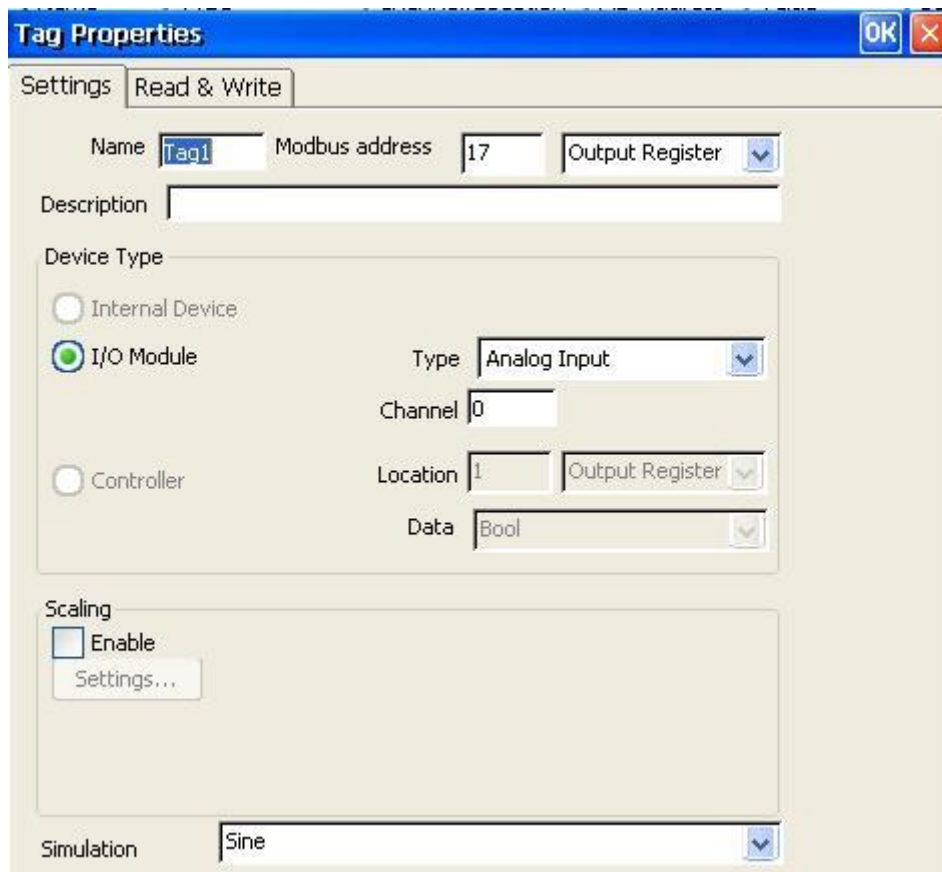 Tag Properties OK
Settings Read & Write
Name Tag1 Modbus address 17 Output Register
Description
Device Type
Internal Device
I/O Module Type Analog Input
Channel 0
Controller Location 1 Output Register
Data Bool
Scaling
Enable
Settings...
Simulation Sine